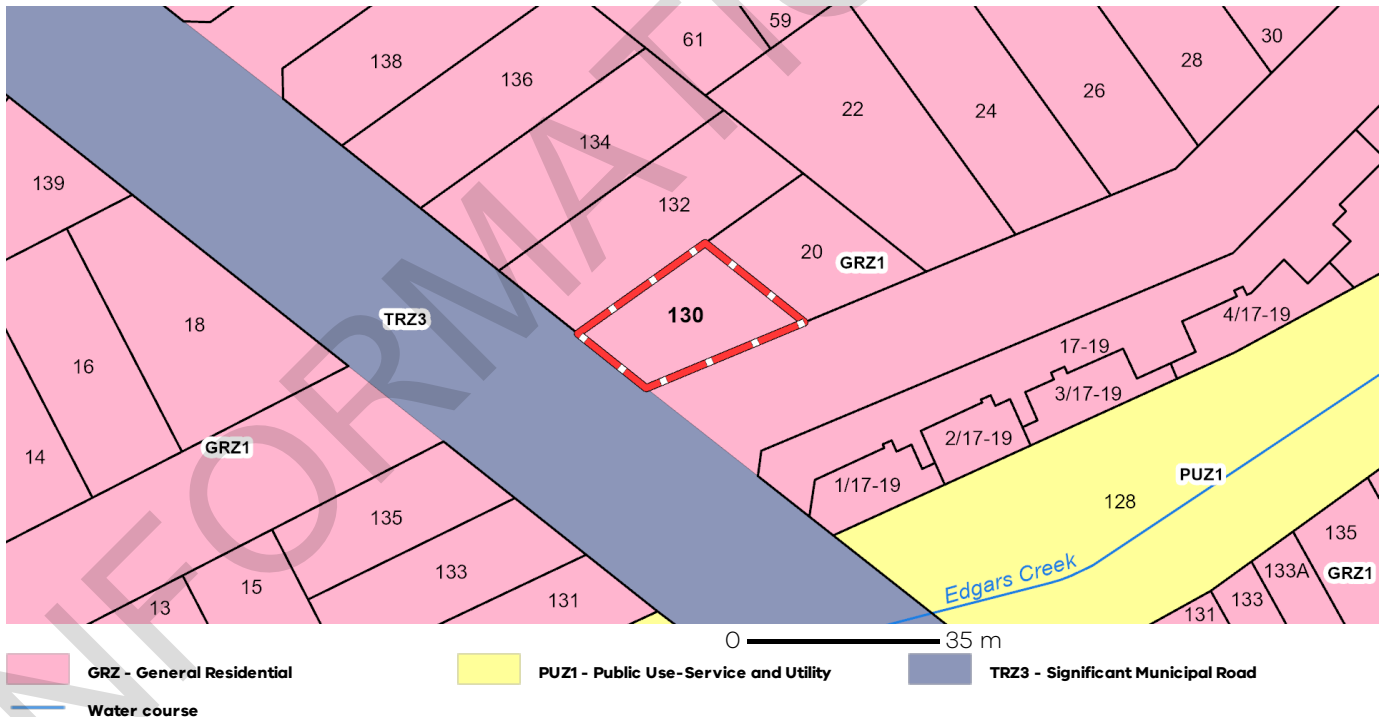 59
30
61
138
28
136
26
22
24
134
139
132
20
GRZ1
130
TRZ3
18
4/17-19
17-19
16
3/17-19
2/17-19
GRZ1
14
PUZ1
1/17-19
128
135
135
Edgars Creek
133
133A
GRZ1
15
131
133
13
131
0 35 m
GRZ - General Residential
PUZ1 - Public Use-Service and Utility
TRZ3 - Significant Municipal Road
Water course